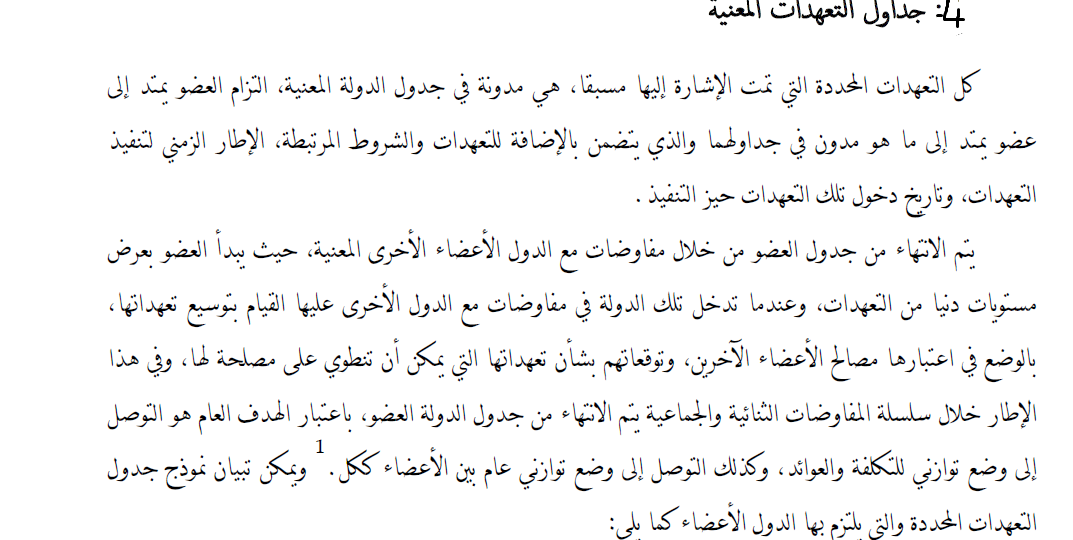 4: جداول التعهدات المعنية
كل التعهدات المحددة التي تمت الإشارة إليها مسبقا، هي مدونة في جدول الدولة المعنية، التزام العضو يمتد إلى
عضو يمتد إلى ما هو مدون في جداولهما والذي يتضمن بالإضافة للتعهدات والشروط المرتبطة، الإطار الزمني لتنفيذ
التعهدات، وتاريخ دخول تلك التعهدات حيز التنفيذ .
يتم الانتهاء من جدول العضو من خلال مفاوضات مع الدول الأعضاء الأخرى المعنية، حيث يبدأ العضو بعرض
مستويات دنيا من التعهدات، وعندما تدخل تلك الدولة في مفاوضات مع الدول الأخرى عليها القيام بتوسيع تعهداتها،
بالوضع في اعتبارها مصالح الأعضاء الآخرين، وتوقعاتهم بشأن تعهداتها التي يمكن أن تنطوي على مصلحة لها، وفي هذا
الإطار خلال سلسلة المفاوضات الثنائية والجماعية يتم الانتهاء من جدول الدولة العضو، باعتبار الهدف العام هو التوصل
إلى وضع توازني للتكلفة والعوائد، وكذلك التوصل إلى وضع توازني عام بين الأعضاء ككل.1 ويمكن تبيان نموذج جدول
التعهدات المحددة والتي يلتزم بها الدول الأعضاء كما يلي: